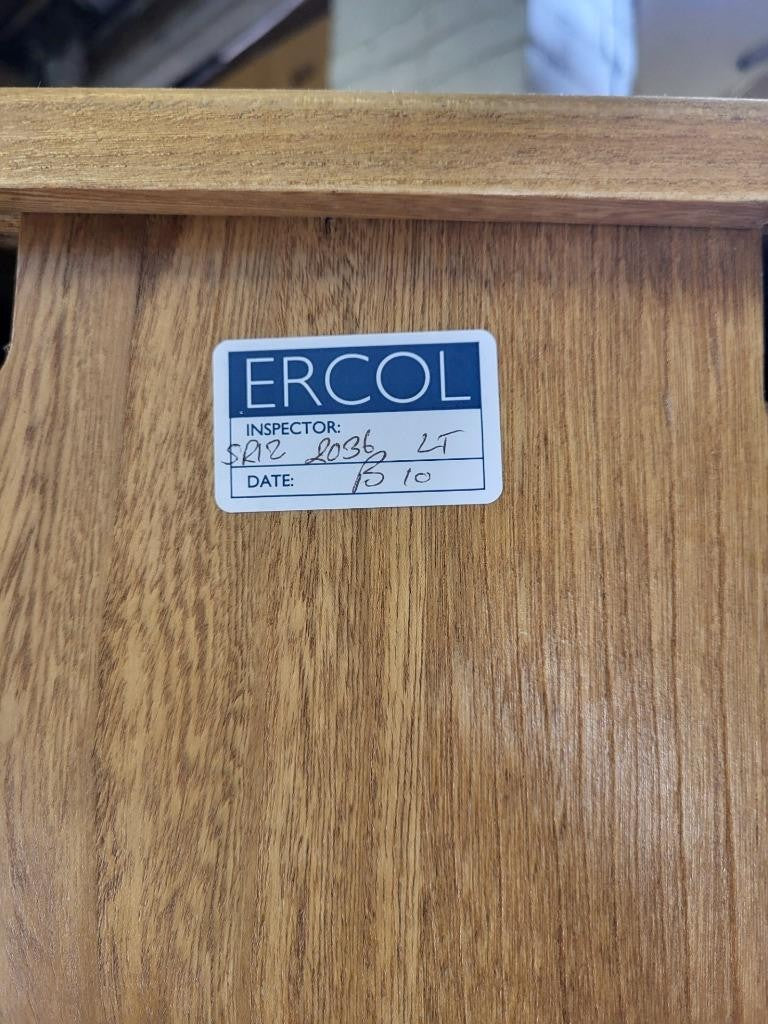 ERCOL
INSPECTOR:
SR12 2036 LT
DATE: B 10